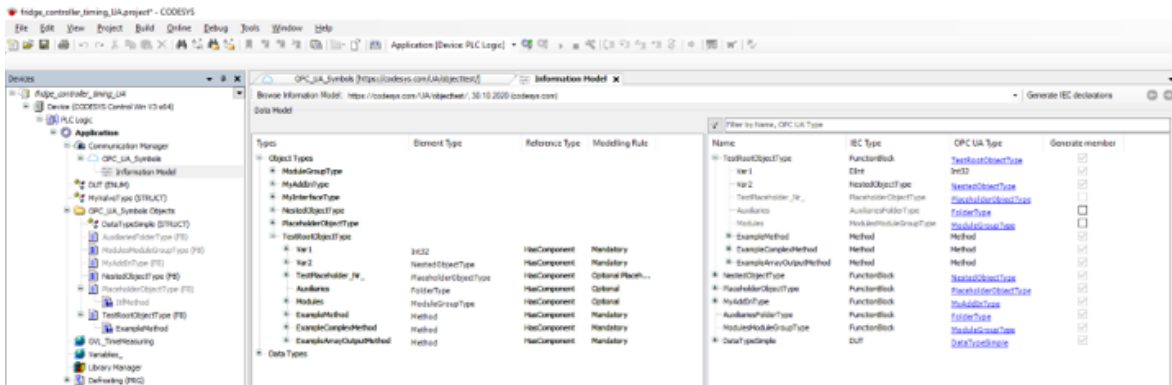 fridge_controller_timing_UA.project* - CODESYS
File Edit View Project Build Online Debug Tools Window Help
Application [Device: PLC Logic]
Devices
fridge_controller_timing_UA
Device (CODESYS Control Win V3 x64)
PLC Logic
Application
Communication Manager
OPC_UA_Symbols
Information Model
DUT (ENUM)
MyValveType (STRUCT)
OPC_UA_Symbols Objects
DataTypeSimple (STRUCT)
AuxiliariesFolderType (FB)
ModulesModuleGroupType (FB)
MyAddInType (FB)
NestedObjectType (FB)
PlaceholderObjectType (FB)
TestRootObjectType (FB)
ExampleMethod
GVL_TimeMeasuring
Variables_
Library Manager
Defrosting (PRG)
OPC_UA_Symbols [https://codesys.com/UA/objecttest/]
Information Model
Browse Information Model: https://codesys.com/UA/objecttest/, 30.10.2020 (codesys.com)
Generate IEC declarations
Data Model
Types Element Type Reference Type Modelling Rule
Object Types
ModuleGroupType
MyAddInType
MyInterfaceType
NestedObjectType
PlaceholderObjectType
TestRootObjectType
Var1 Int32 HasComponent Mandatory
Var2 NestedObjectType HasComponent Mandatory
TestPlaceholder_Nr_ PlaceholderObjectType HasComponent Optional Placeh...
Auxiliaries FolderType HasComponent Optional
Modules ModuleGroupType HasComponent Optional
ExampleMethod Method HasComponent Mandatory
ExampleComplexMethod Method HasComponent Mandatory
ExampleArrayOutputMethod Method HasComponent Mandatory
Data Types
Filter by Name, OPC UA Type
Name IEC Type OPC UA Type Generate member
TestRootObjectType FunctionBlock TestRootObjectType
Var1 DInt Int32
Var2 NestedObjectType NestedObjectType
TestPlaceholder_Nr_ PlaceholderObjectType PlaceholderObjectType
Auxiliaries AuxiliariesFolderType FolderType
Modules ModulesModuleGroupType ModuleGroupType
ExampleMethod Method Method
ExampleComplexMethod Method Method
ExampleArrayOutputMethod Method Method
NestedObjectType FunctionBlock NestedObjectType
PlaceholderObjectType FunctionBlock PlaceholderObjectType
MyAddInType FunctionBlock MyAddInType
AuxiliariesFolderType FunctionBlock FolderType
ModulesModuleGroupType FunctionBlock ModuleGroupType
DataTypeSimple DUT DataTypeSimple